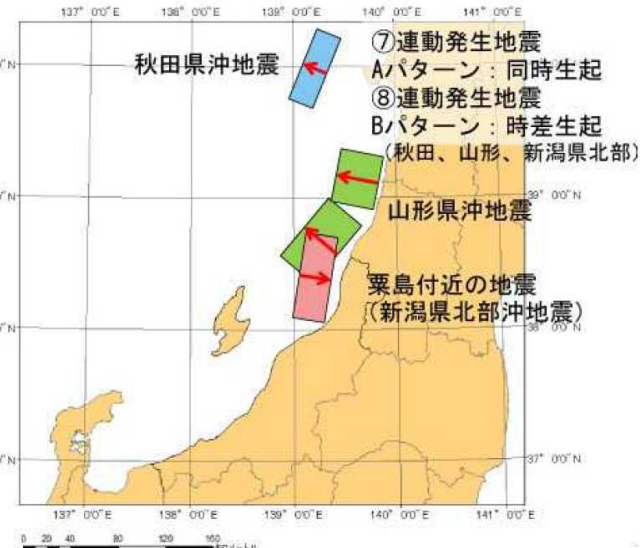 137° 0'0"E 138° 0'0"E 139° 0'0"E 140° 0'0"E 141° 0'0"E
秋田県沖地震
⑦連動発生地震
Aパターン：同時生起
⑧連動発生地震
Bパターン：時差生起
（秋田、山形、新潟県北部）
39° 0'0"N
山形県沖地震
粟島付近の地震
（新潟県北部沖地震）
38° 0'0"N
37° 0'0"N
137° 0'0"E 138° 0'0"E 139° 0'0"E 140° 0'0"E 141° 0'0"E
0 20 40 80 120 160